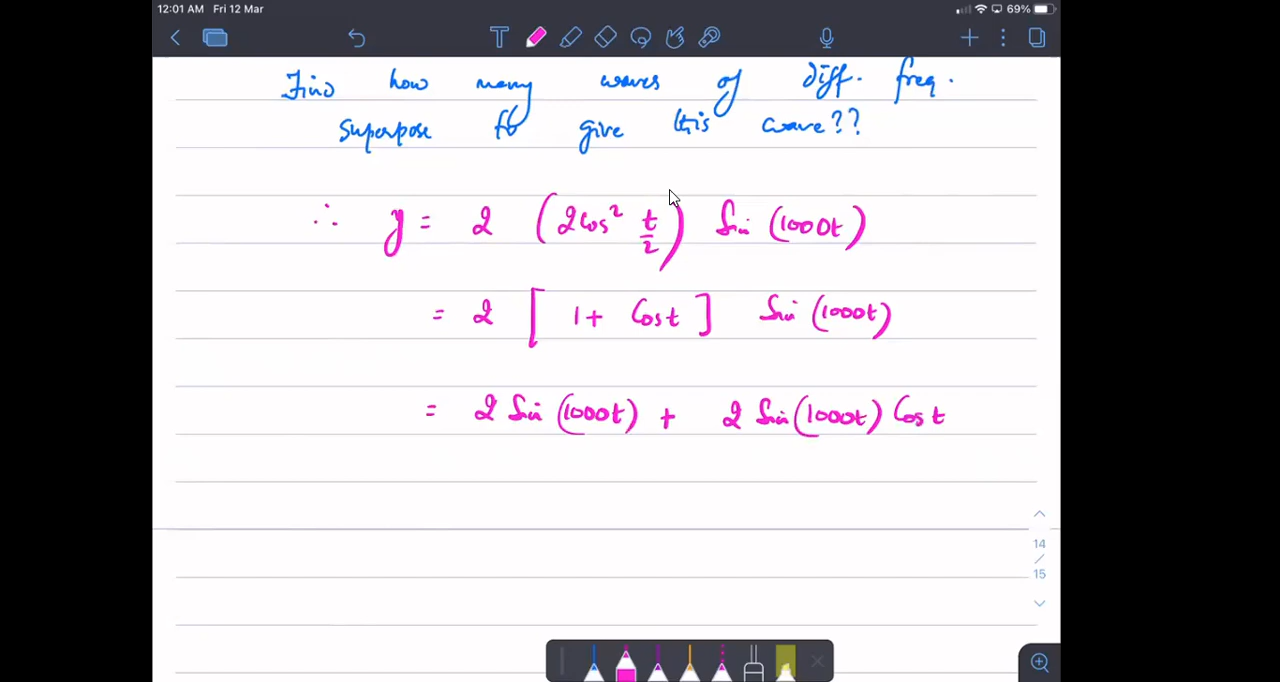 12:01 AM Fri 12 Mar 69%
T
Find how many waves of diff. freq.
superpose to give this wave??
∴ y = 2 (2cos² t/2) Sin (1000t)
= 2 [ 1 + Cos t ] Sin (1000t)
= 2 Sin (1000t) + 2 Sin (1000t) Cos t
14
/
15